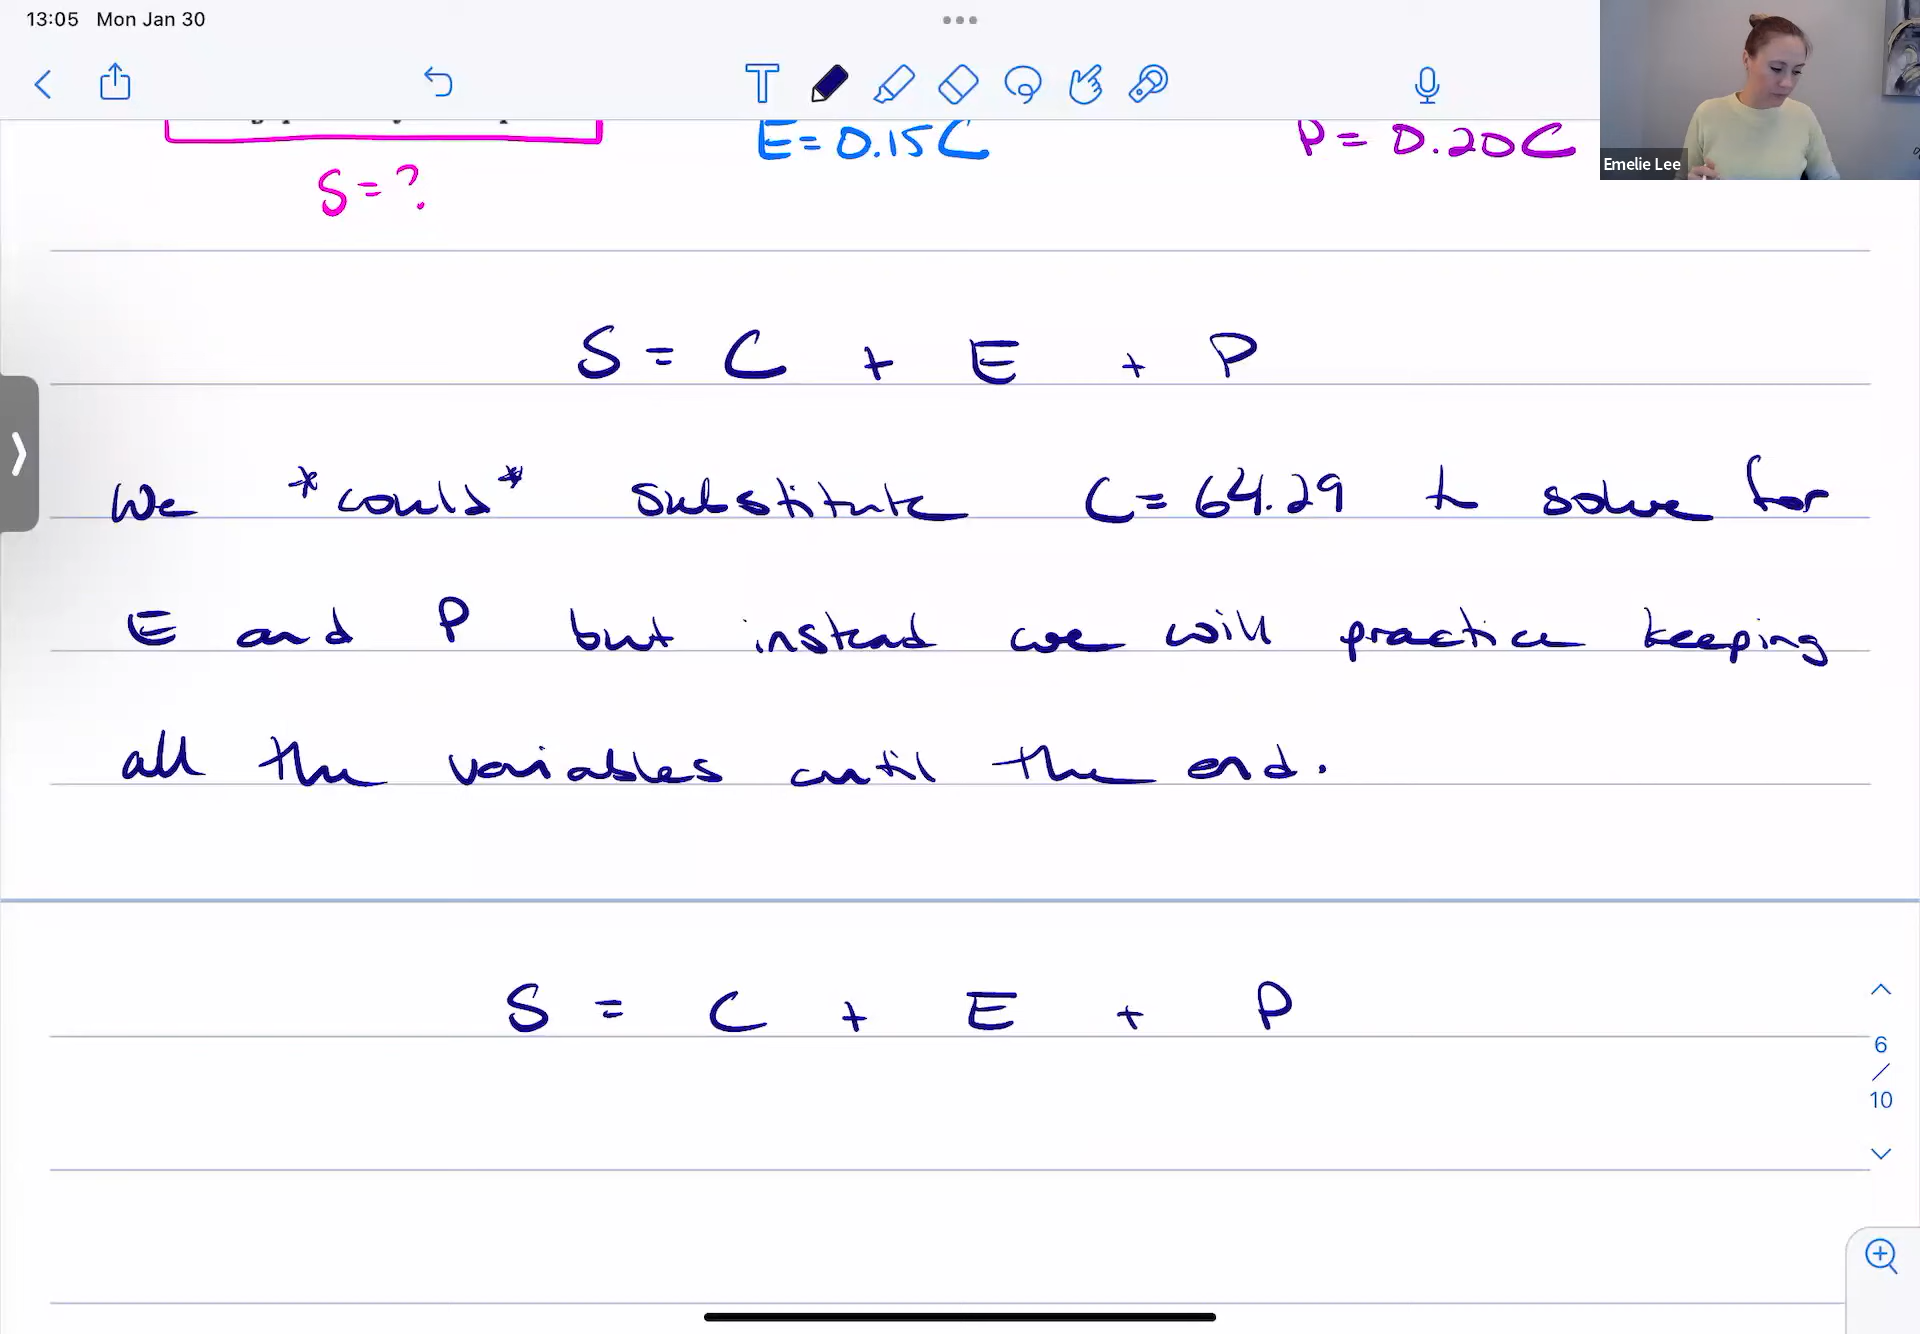 13:05 Mon Jan 30
E = 0.15C
P = 0.20C
Emelie Lee
S = ?
S = C + E + P
We *could* substitute C = 64.29 to solve for
E and P but instead we will practice keeping
all the variables until the end.
S = C + E + P
6
/
10